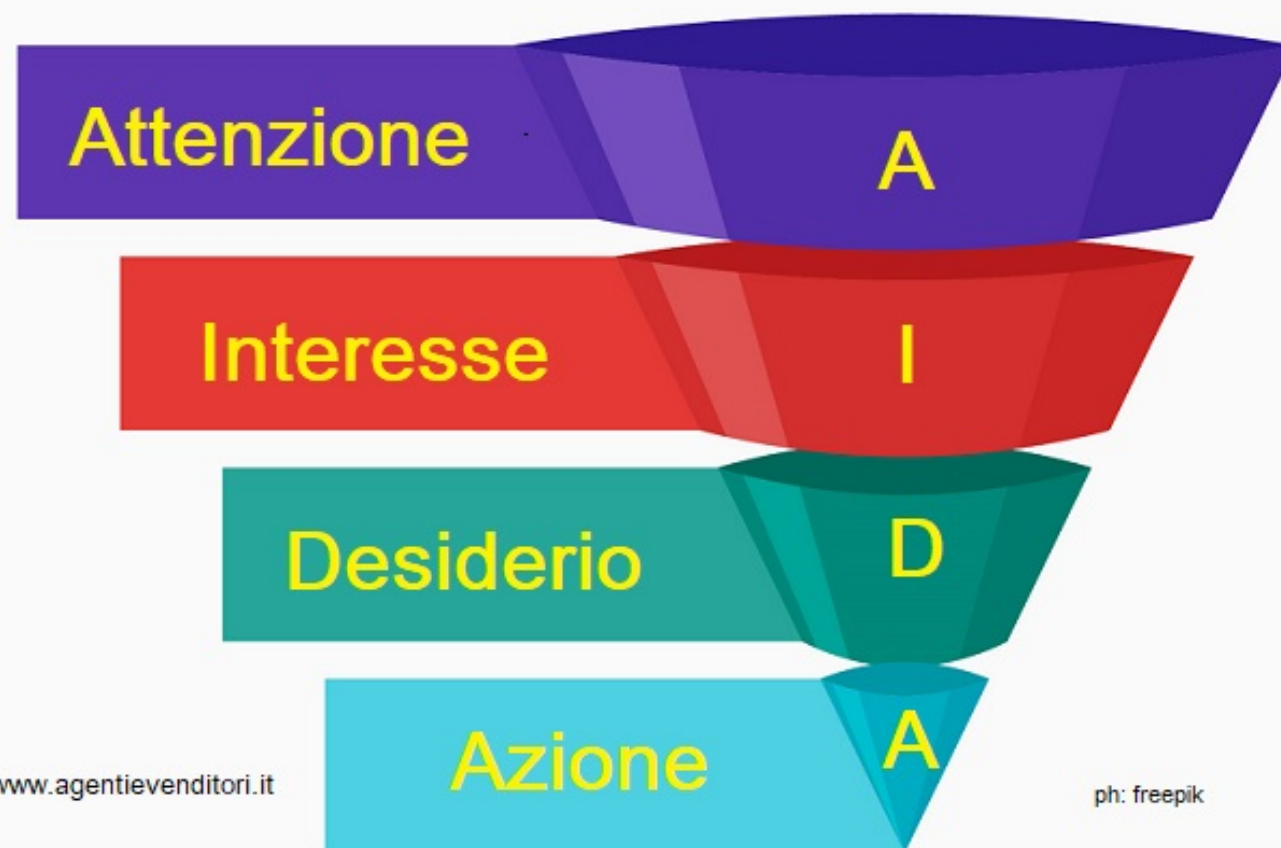 Attenzione A
Interesse I
Desiderio D
Azione A
www.agentievenditori.it
ph: freepik